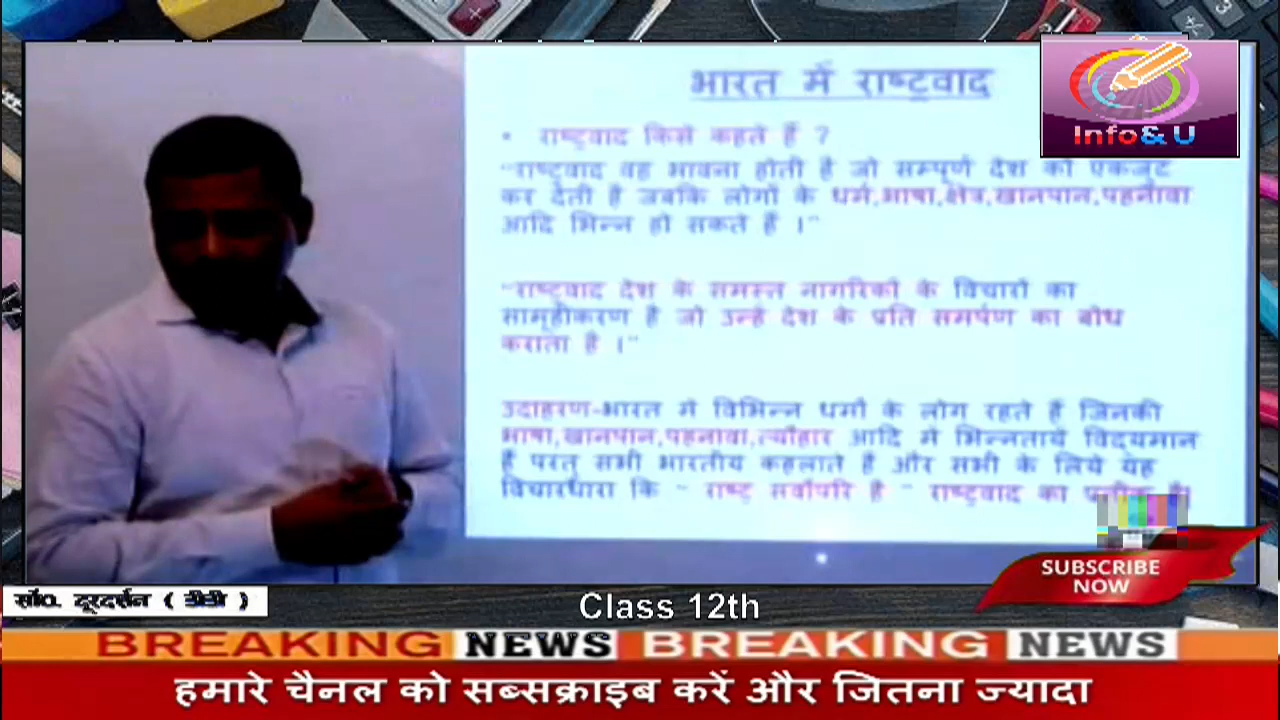 भारत में राष्ट्रवाद
Info & U
• राष्ट्रवाद किसे कहते हैं ?
"राष्ट्रवाद वह भावना होती है जो सम्पूर्ण देश को एकजुट
कर देती है जबकि लोगों के धर्म,भाषा,क्षेत्र,खानपान,पहनावा
आदि भिन्न हो सकते हैं ।"
"राष्ट्रवाद देश के समस्त नागरिकों के विचारों का
सामूहीकरण है जो उन्हे देश के प्रति समर्पण का बोध
कराता है ।"
उदाहरण-भारत में विभिन्न धर्मों के लोग रहते हैं जिनकी
भाषा,खानपान,पहनावा,त्यौहार आदि में भिन्नतायें विद्यमान
हैं परंतु सभी भारतीय कहलाते हैं और सभी के लिये यह
विचारधारा कि " राष्ट्र सर्वोपरि है " राष्ट्रवाद का है।
SUBSCRIBE
NOW
सौ0. दूरदर्सन ( टीवी )
Class 12th
BREAKING NEWS BREAKING NEWS
हमारे चैनल को सब्सक्राइब करें और जितना ज्यादा